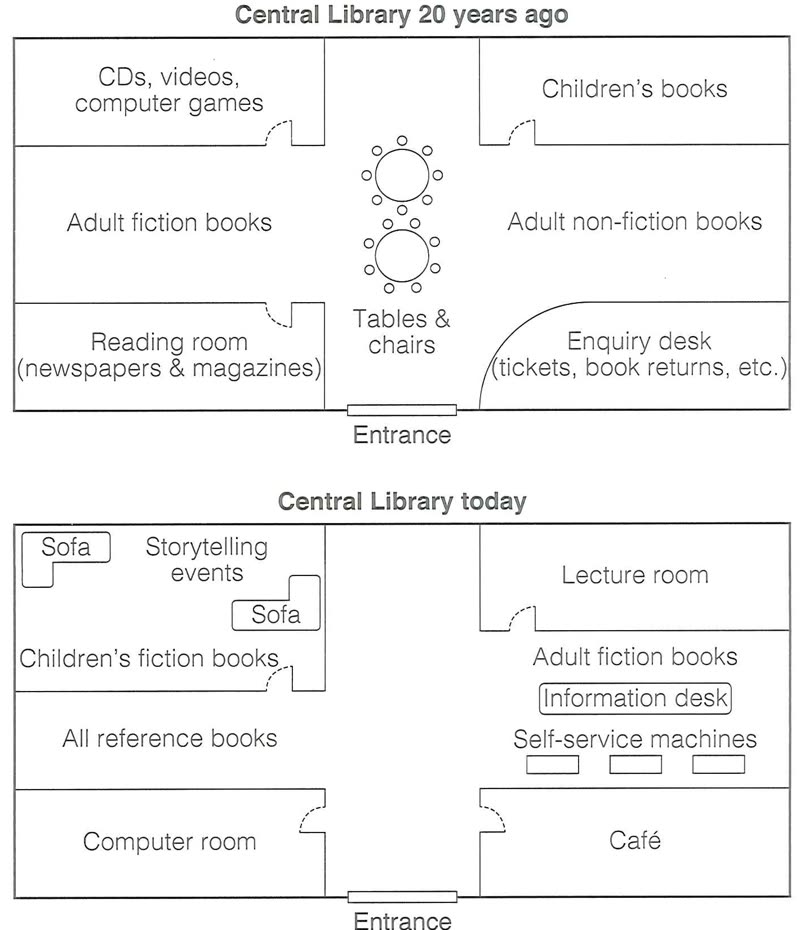 Central Library 20 years ago
CDs, videos,
computer games
Children's books
Adult fiction books
Adult non-fiction books
Tables &
chairs
Reading room
(newspapers & magazines)
Enquiry desk
(tickets, book returns, etc.)
Entrance
Central Library today
Sofa
Storytelling
events
Sofa
Children's fiction books
Lecture room
All reference books
Adult fiction books
Information desk
Self-service machines
Computer room
Café
Entrance